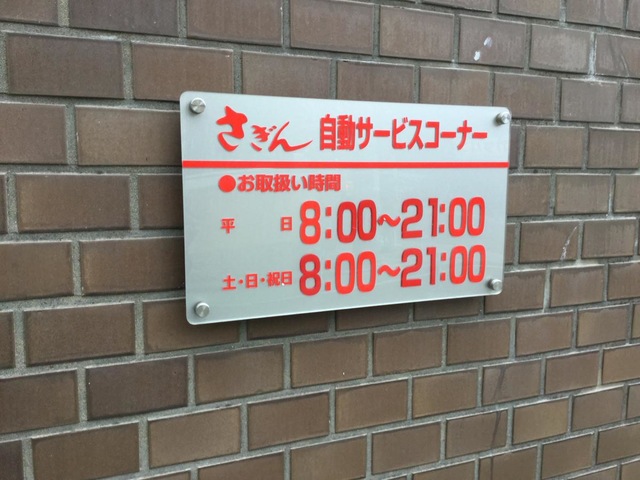 さぎん 自動サービスコーナー
●お取扱い時間
平日 8:00~21:00
土・日・祝日 8:00~21:00